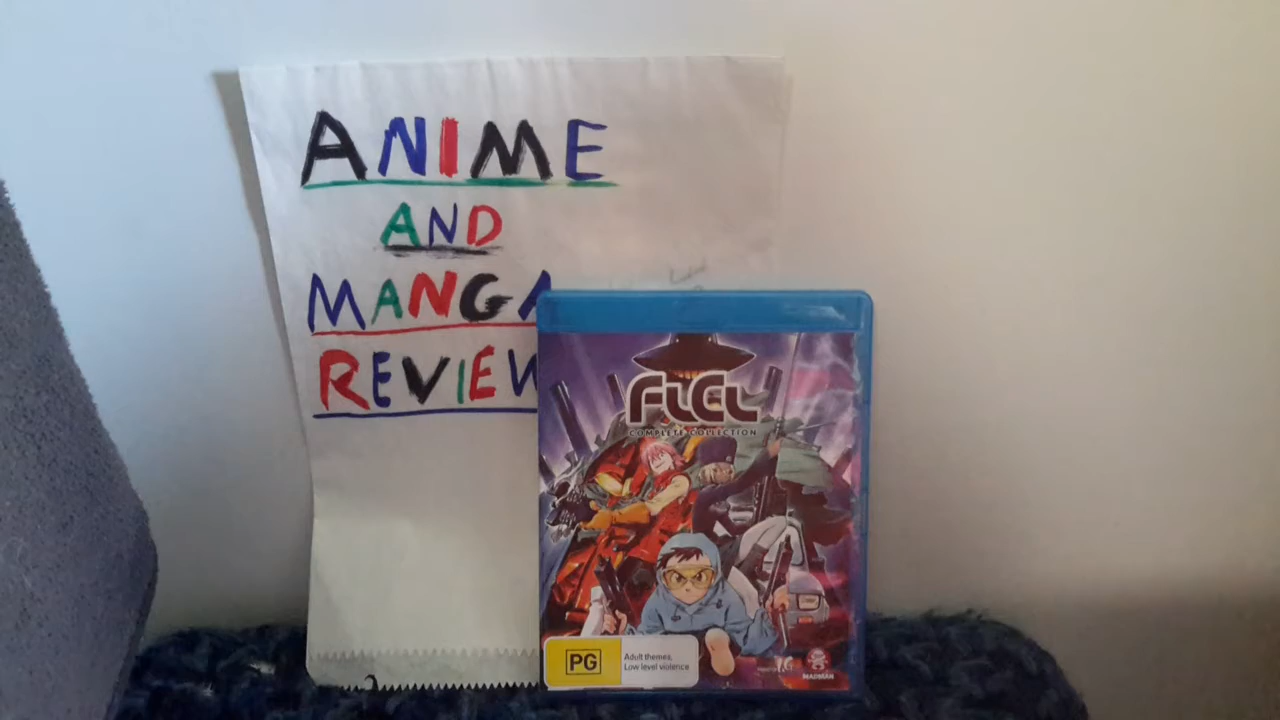 ANIME
AND
MANGA
REVIEW
FLCL
COMPLETE COLLECTION
PG
Adult themes,
Low level violence
MADMAN